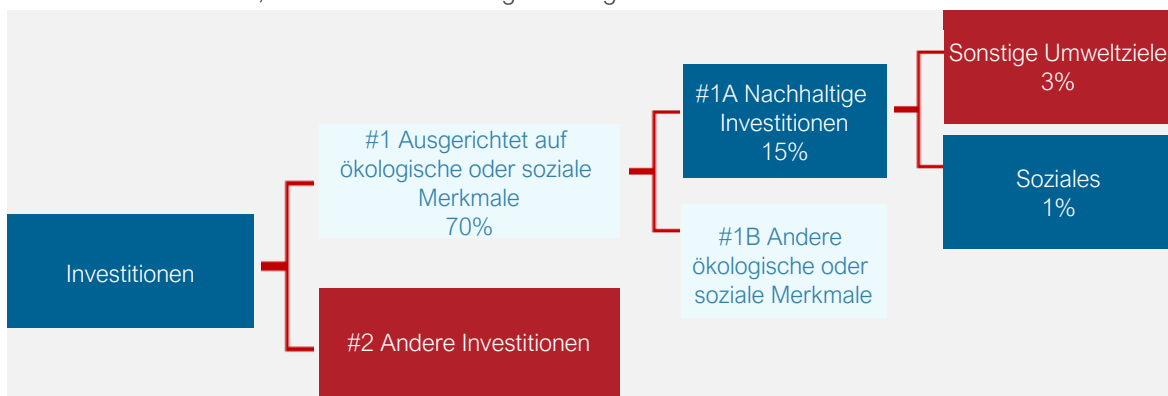 Sonstige Umweltziele
3%
#1A Nachhaltige
Investitionen
15%
#1 Ausgerichtet auf
ökologische oder soziale
Merkmale
70%
Soziales
1%
#1B Andere
ökologische oder
soziale Merkmale
Investitionen
#2 Andere Investitionen